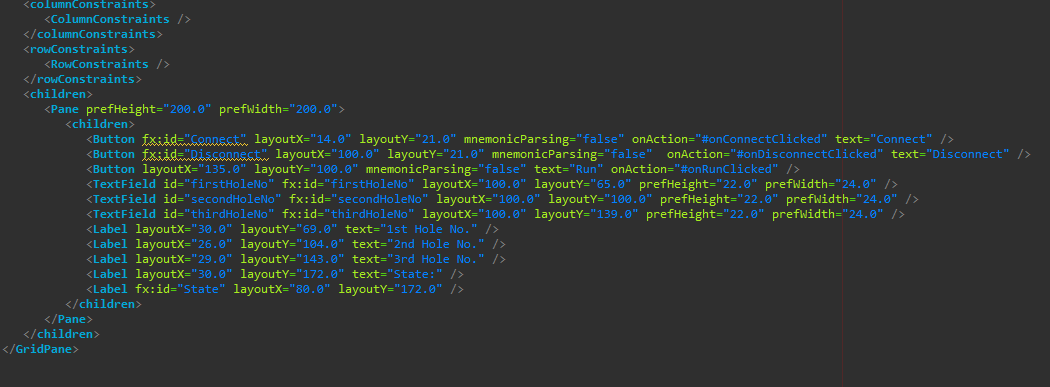 <columnConstraints>
<ColumnConstraints />
</columnConstraints>
<rowConstraints>
<RowConstraints />
</rowConstraints>
<children>
<Pane prefHeight="200.0" prefWidth="200.0">
<children>
<Button fx:id="Connect" layoutX="14.0" layoutY="21.0" mnemonicParsing="false" onAction="#onConnectClicked" text="Connect" />
<Button fx:id="Disconnect" layoutX="100.0" layoutY="21.0" mnemonicParsing="false" onAction="#onDisconnectClicked" text="Disconnect" />
<Button layoutX="135.0" layoutY="100.0" mnemonicParsing="false" text="Run" onAction="#onRunClicked" />
<TextField id="firstHoleNo" fx:id="firstHoleNo" layoutX="100.0" layoutY="65.0" prefHeight="22.0" prefWidth="24.0" />
<TextField id="secondHoleNo" fx:id="secondHoleNo" layoutX="100.0" layoutY="100.0" prefHeight="22.0" prefWidth="24.0" />
<TextField id="thirdHoleNo" fx:id="thirdHoleNo" layoutX="100.0" layoutY="139.0" prefHeight="22.0" prefWidth="24.0" />
<Label layoutX="30.0" layoutY="69.0" text="1st Hole No." />
<Label layoutX="26.0" layoutY="104.0" text="2nd Hole No." />
<Label layoutX="29.0" layoutY="143.0" text="3rd Hole No." />
<Label layoutX="30.0" layoutY="172.0" text="State:" />
<Label fx:id="State" layoutX="80.0" layoutY="172.0" />
</children>
</Pane>
</children>
</GridPane>